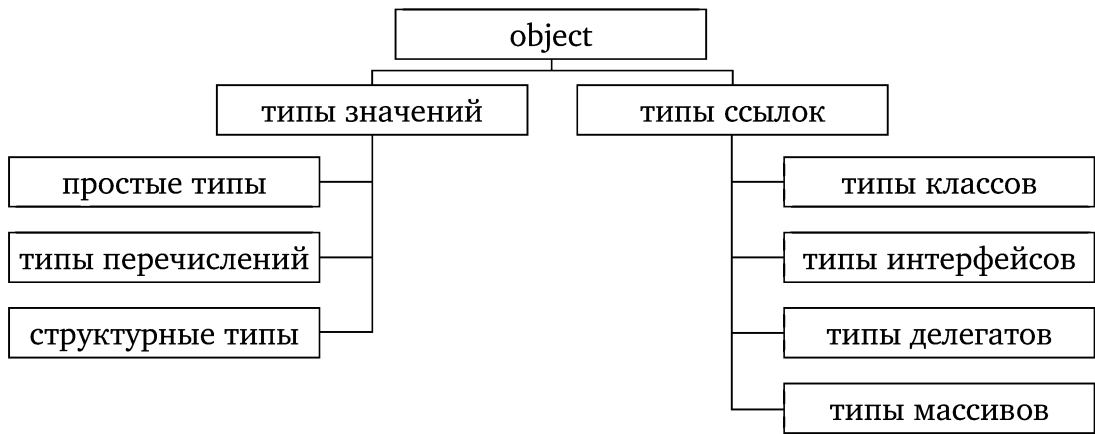 object
типы значений
типы ссылок
простые типы
типы классов
типы перечислений
типы интерфейсов
структурные типы
типы делегатов
типы массивов